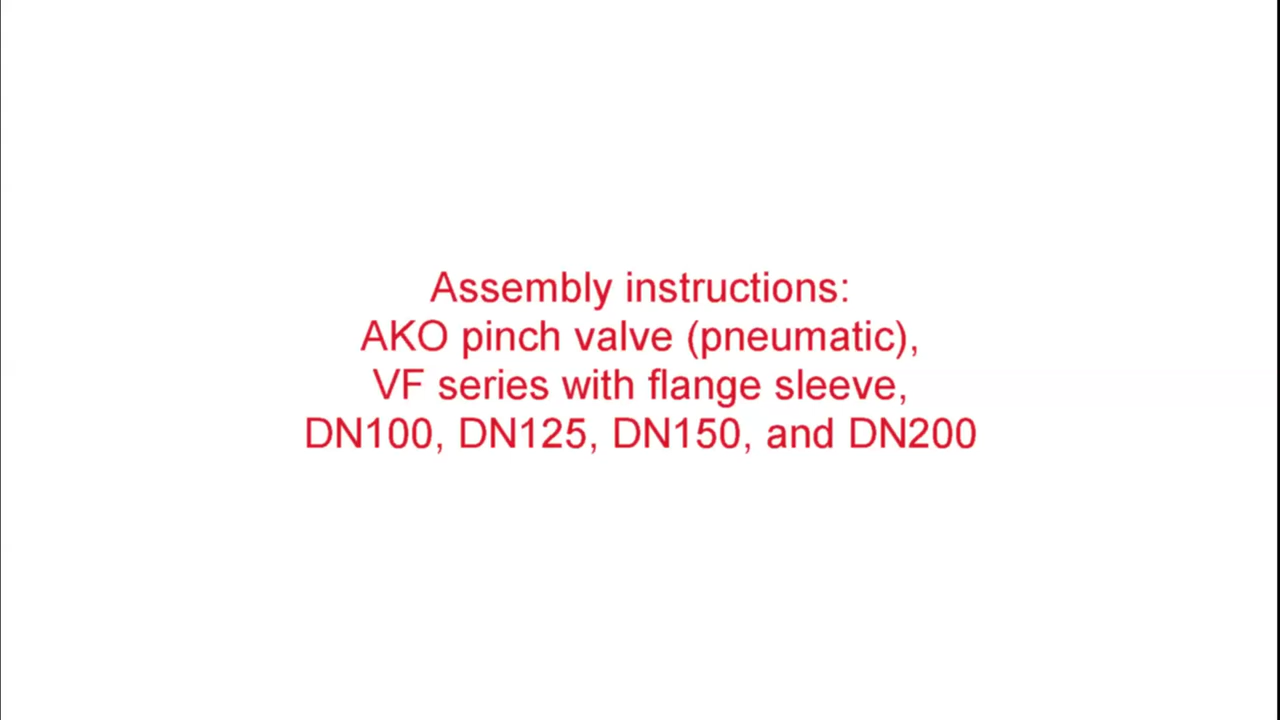 Assembly instructions:
AKO pinch valve (pneumatic),
VF series with flange sleeve,
DN100, DN125, DN150, and DN200